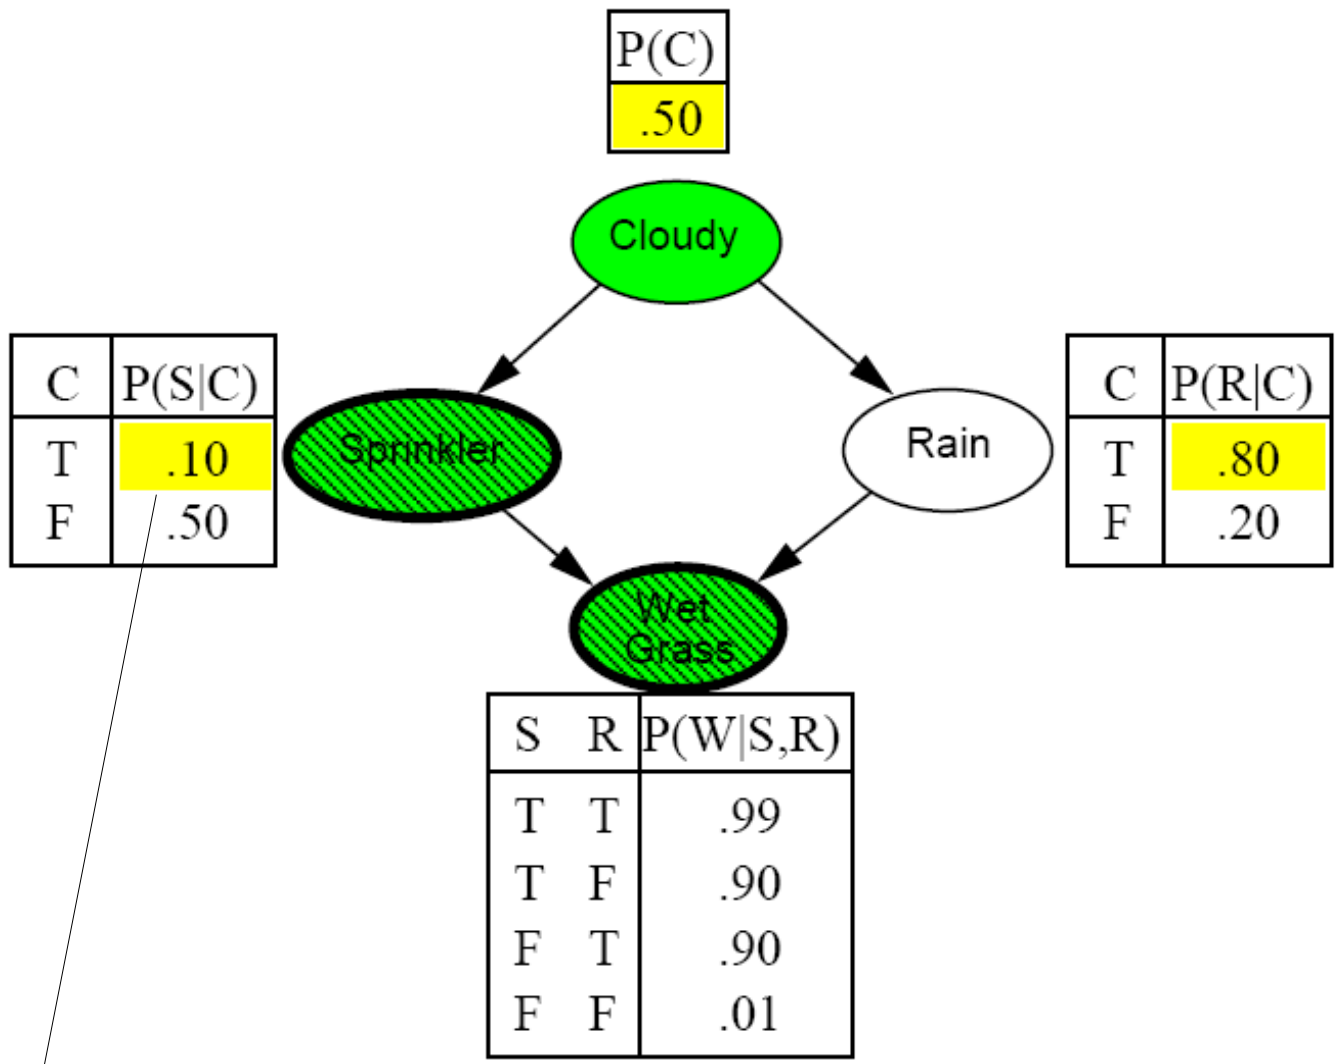 P(C)
.50
Cloudy
C P(S|C)
T .10
F .50
Sprinkler
Rain
C P(R|C)
T .80
F .20
Wet
Grass
S R P(W|S,R)
T T .99
T F .90
F T .90
F F .01